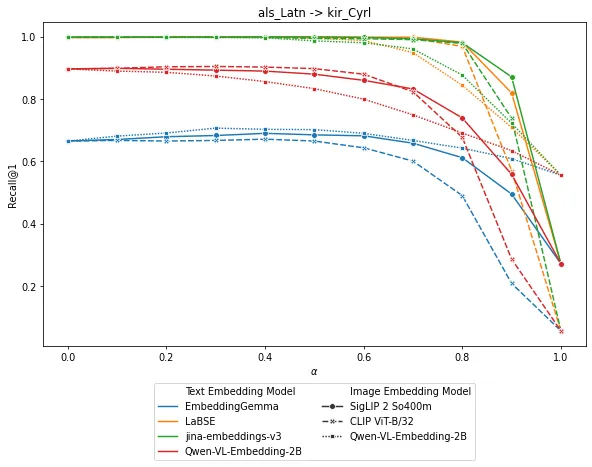 als_Latn -> kir_Cyrl
Recall@1
1.0
0.8
0.6
0.4
0.2
0.0 0.2 0.4 0.6 0.8 1.0
α
Text Embedding Model
EmbeddingGemma
LaBSE
jina-embeddings-v3
Qwen-VL-Embedding-2B
Image Embedding Model
SigLIP 2 So400m
CLIP ViT-B/32
Qwen-VL-Embedding-2B